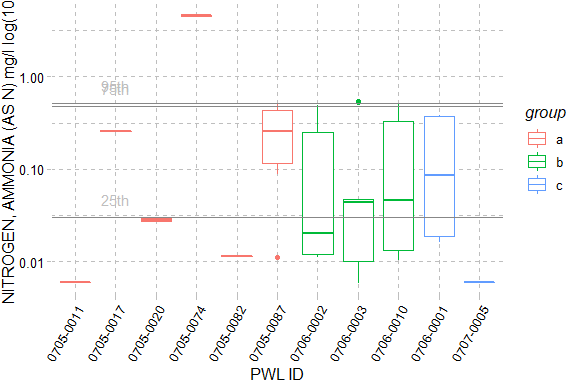 NITROGEN, AMMONIA (AS N) mg/l log(10
1.00
0.10
0.01
95th
75th
25th
0705-0011
0705-0017
0705-0020
0705-0074
0705-0082
0705-0087
0706-0002
0706-0003
0706-0010
0706-0001
0707-0005
PWL ID
group
a
b
c